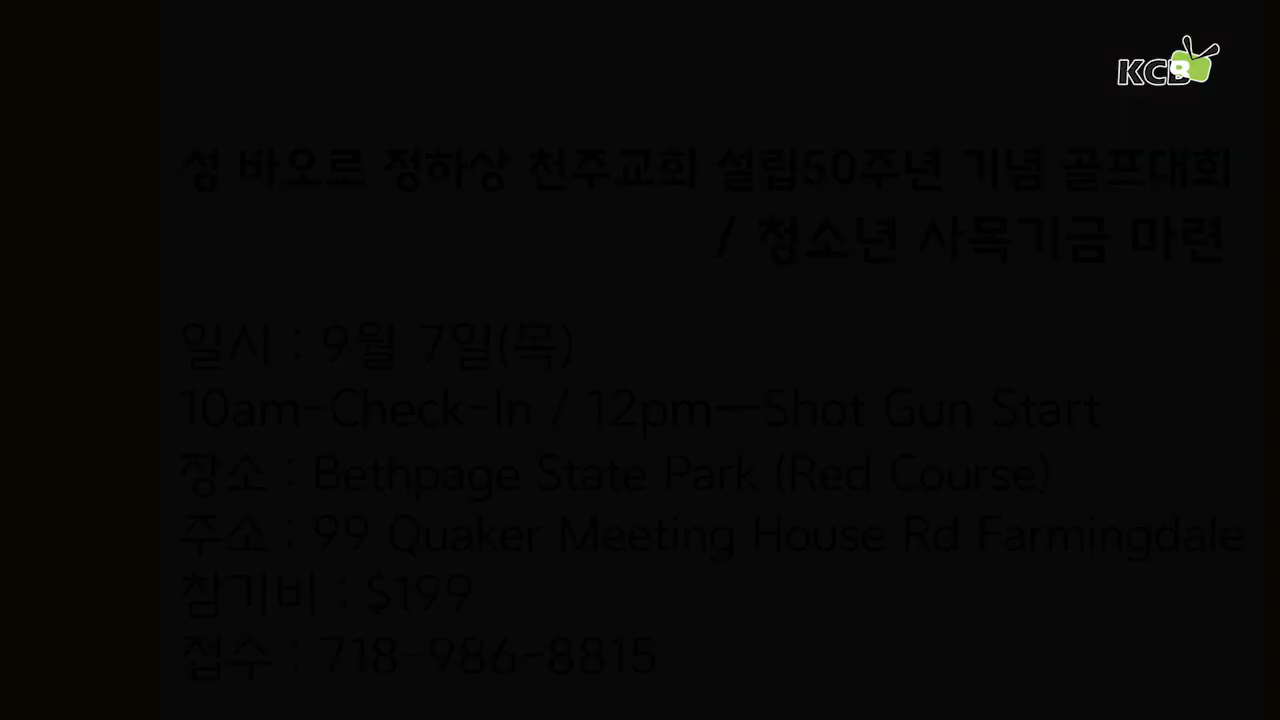 KCB
성 바오로 정하상 천주교회 설립50주년 기념 골프대회
/ 청소년 사목기금 마련
일시 : 9월 7일(목)
10am-Check-In / 12pm—Shot Gun Start
장소 : Bethpage State Park (Red Course)
주소 : 99 Quaker Meeting House Rd Farmingdale
참가비 : $199
접수 : 718-986-8815